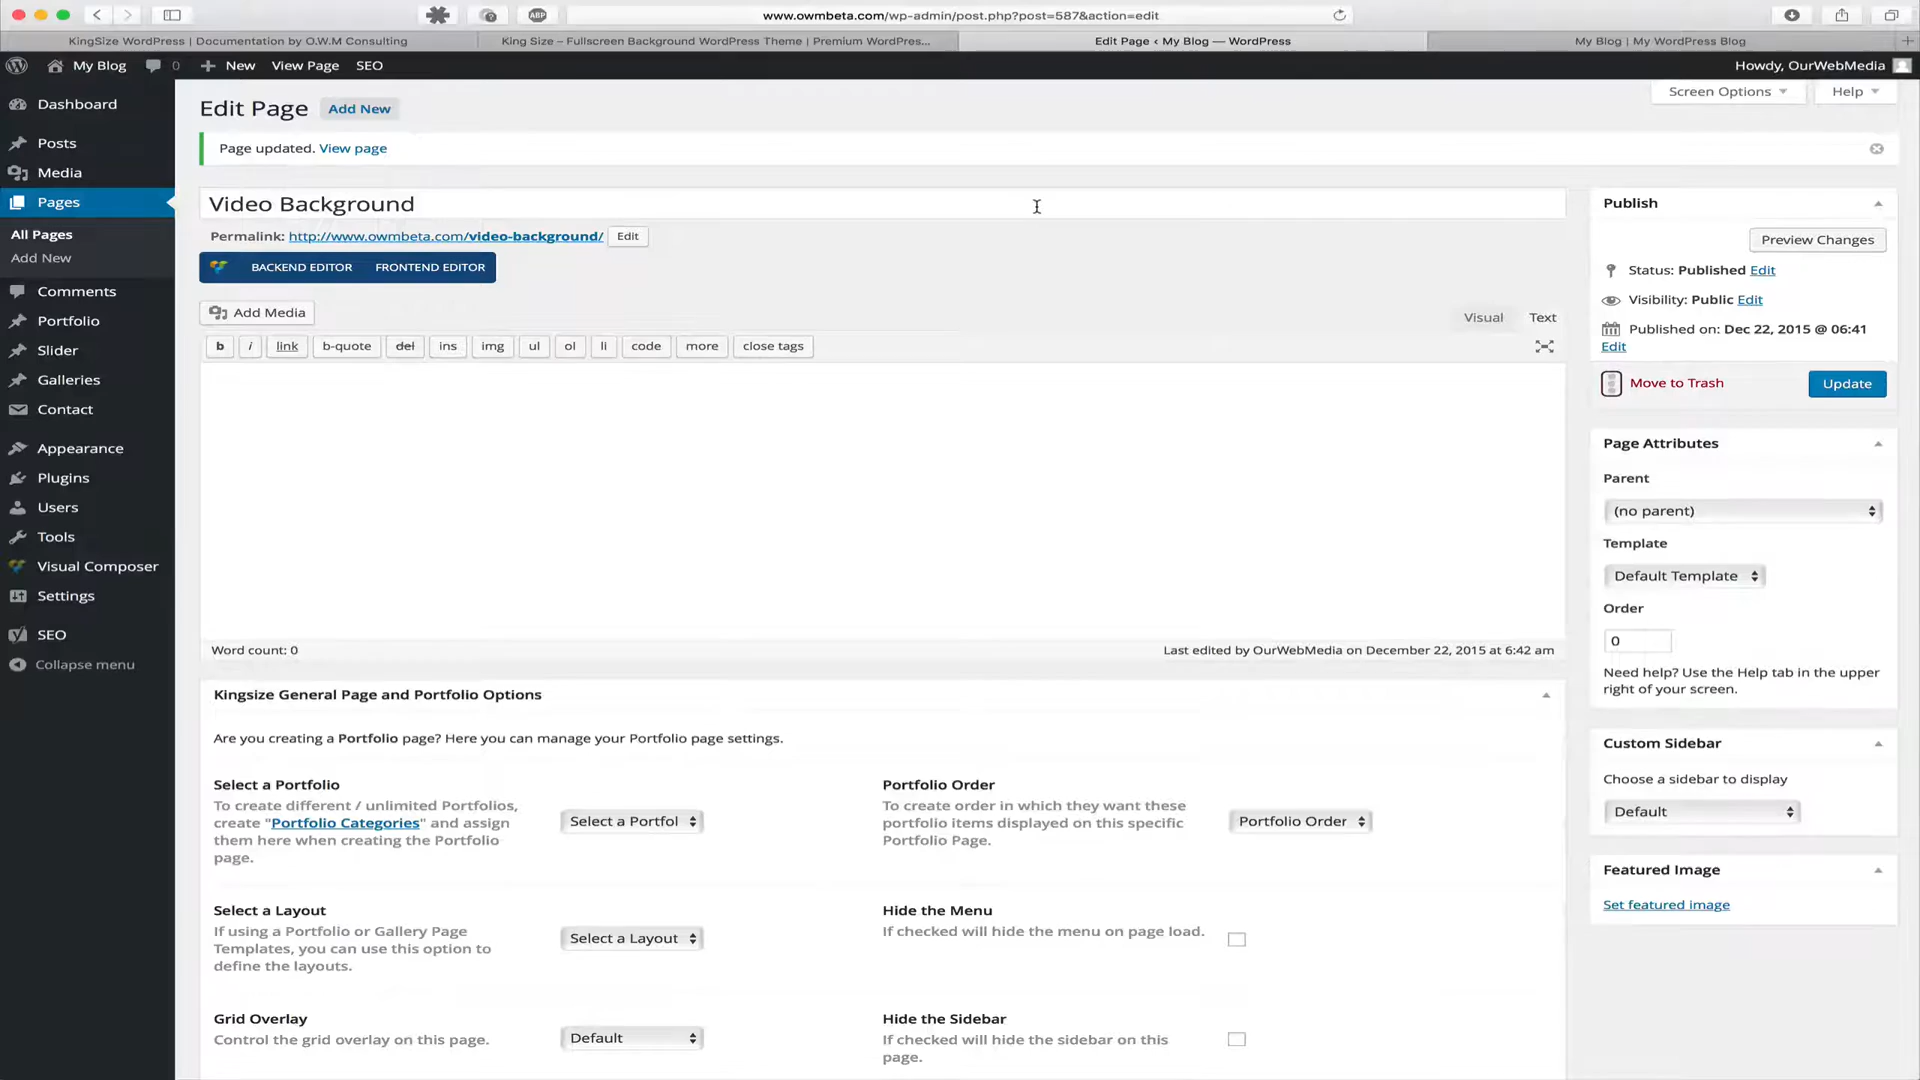 www.owmbeta.com/wp-admin/post.php?post=587&action=edit
ABP
KingSize WordPress | Documentation by O.W.M Consulting
King Size – Fullscreen Background WordPress Theme | Premium WordPres...
Edit Page ‹ My Blog — WordPress
My Blog | My WordPress Blog
My Blog
0
New
View Page
SEO
Howdy, OurWebMedia
Dashboard
Posts
Media
Pages
All Pages
Add New
Comments
Portfolio
Slider
Galleries
Contact
Appearance
Plugins
Users
Tools
Visual Composer
Settings
SEO
Collapse menu
Edit Page
Add New
Screen Options
Help
Page updated. View page
Video Background
Permalink: http://www.owmbeta.com/video-background/
Edit
BACKEND EDITOR
FRONTEND EDITOR
Add Media
Visual
Text
b
i
link
b-quote
del
ins
img
ul
ol
li
code
more
close tags
Word count: 0
Last edited by OurWebMedia on December 22, 2015 at 6:42 am
Kingsize General Page and Portfolio Options
Are you creating a Portfolio page? Here you can manage your Portfolio page settings.
Select a Portfolio
To create different / unlimited Portfolios,
create "Portfolio Categories" and assign
them here when creating the Portfolio
page.
Select a Portfol
Portfolio Order
To create order in which they want these
portfolio items displayed on this specific
Portfolio Page.
Portfolio Order
Select a Layout
If using a Portfolio or Gallery Page
Templates, you can use this option to
define the layouts.
Select a Layout
Hide the Menu
If checked will hide the menu on page load.
Grid Overlay
Control the grid overlay on this page.
Default
Hide the Sidebar
If checked will hide the sidebar on this
page.
Publish
Preview Changes
Status: Published Edit
Visibility: Public Edit
Published on: Dec 22, 2015 @ 06:41
Edit
Move to Trash
Update
Page Attributes
Parent
(no parent)
Template
Default Template
Order
0
Need help? Use the Help tab in the upper
right of your screen.
Custom Sidebar
Choose a sidebar to display
Default
Featured Image
Set featured image